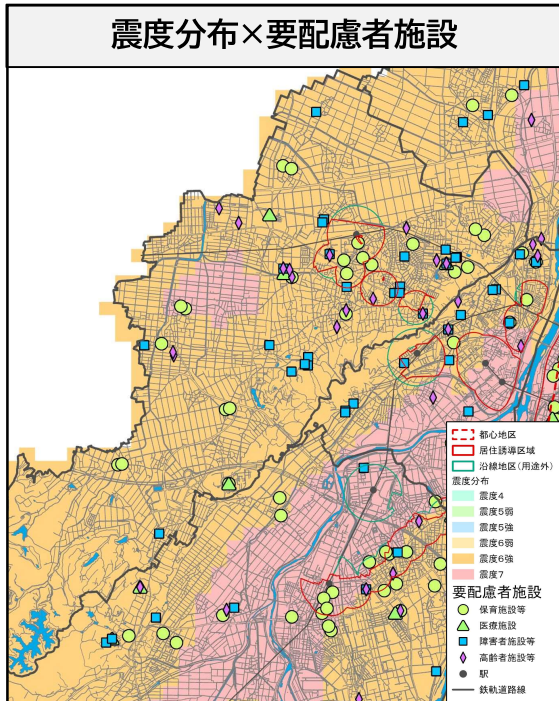 震度分布×要配慮者施設
都心地区
居住誘導区域
沿線地区(用途外)
震度分布
震度4
震度5弱
震度5強
震度6弱
震度6強
震度7
要配慮者施設
保育施設等
医療施設
障害者施設等
高齢者施設等
駅
鉄軌道路線